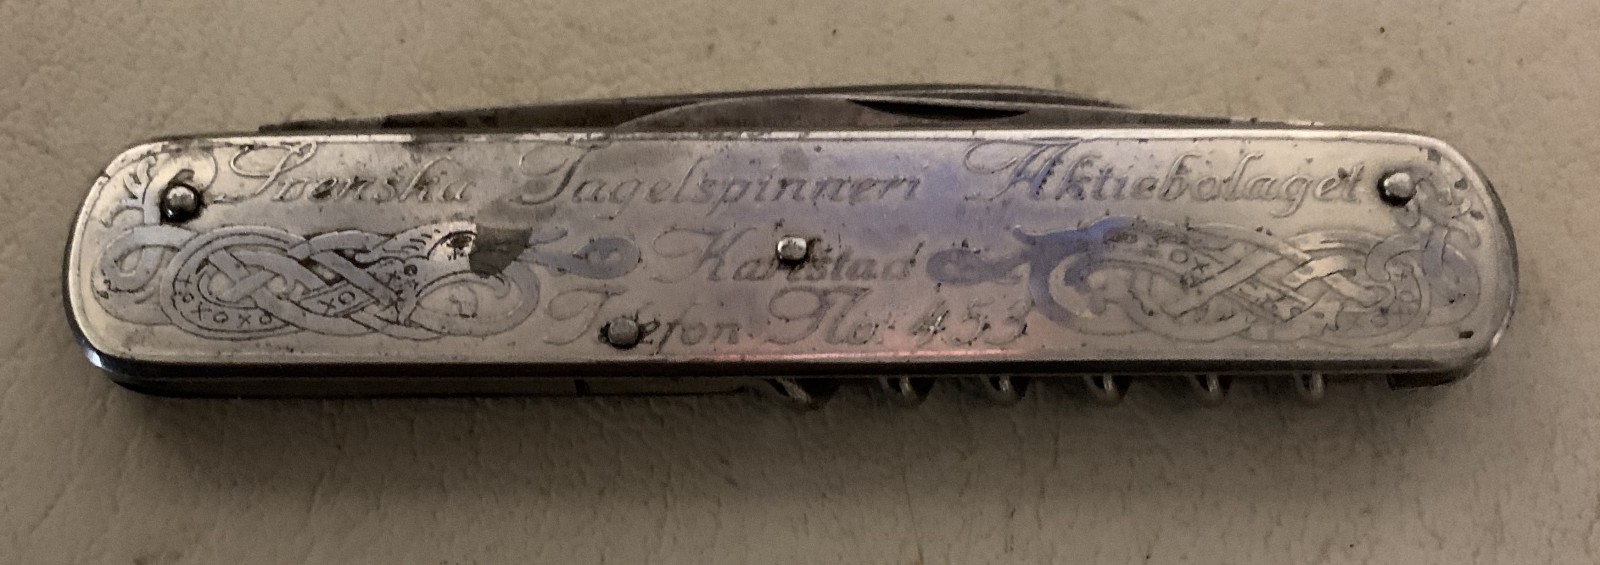 Svenska Tagelspinneri Aktiebolaget
Karlstad
Telefon No. 453